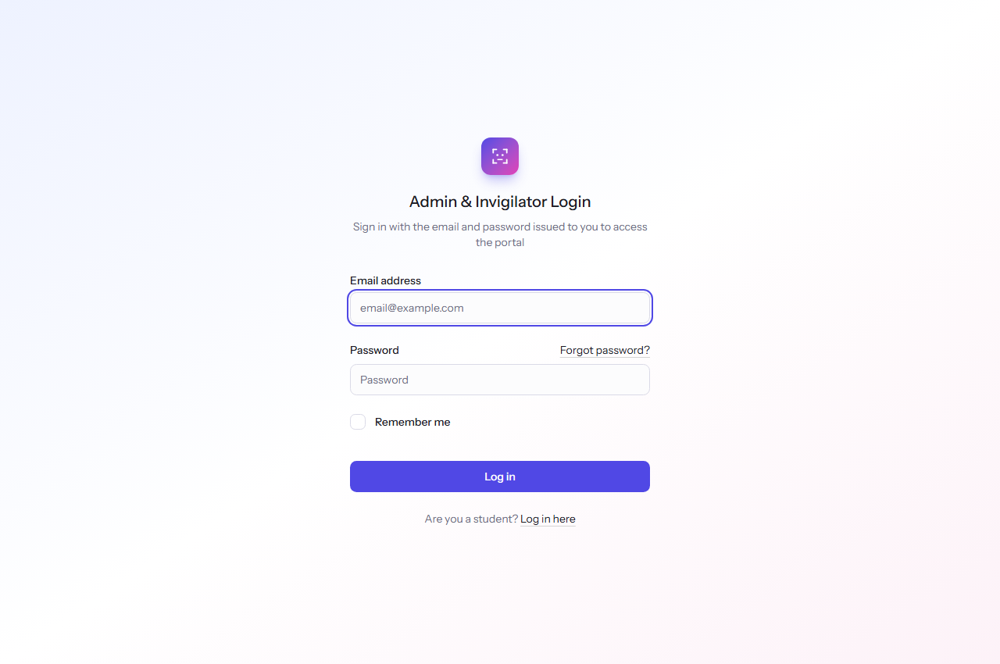 Admin & Invigilator Login
Sign in with the email and password issued to you to access
the portal
Email address
email@example.com
Password
Forgot password?
Password
Remember me
Log in
Are you a student? Log in here